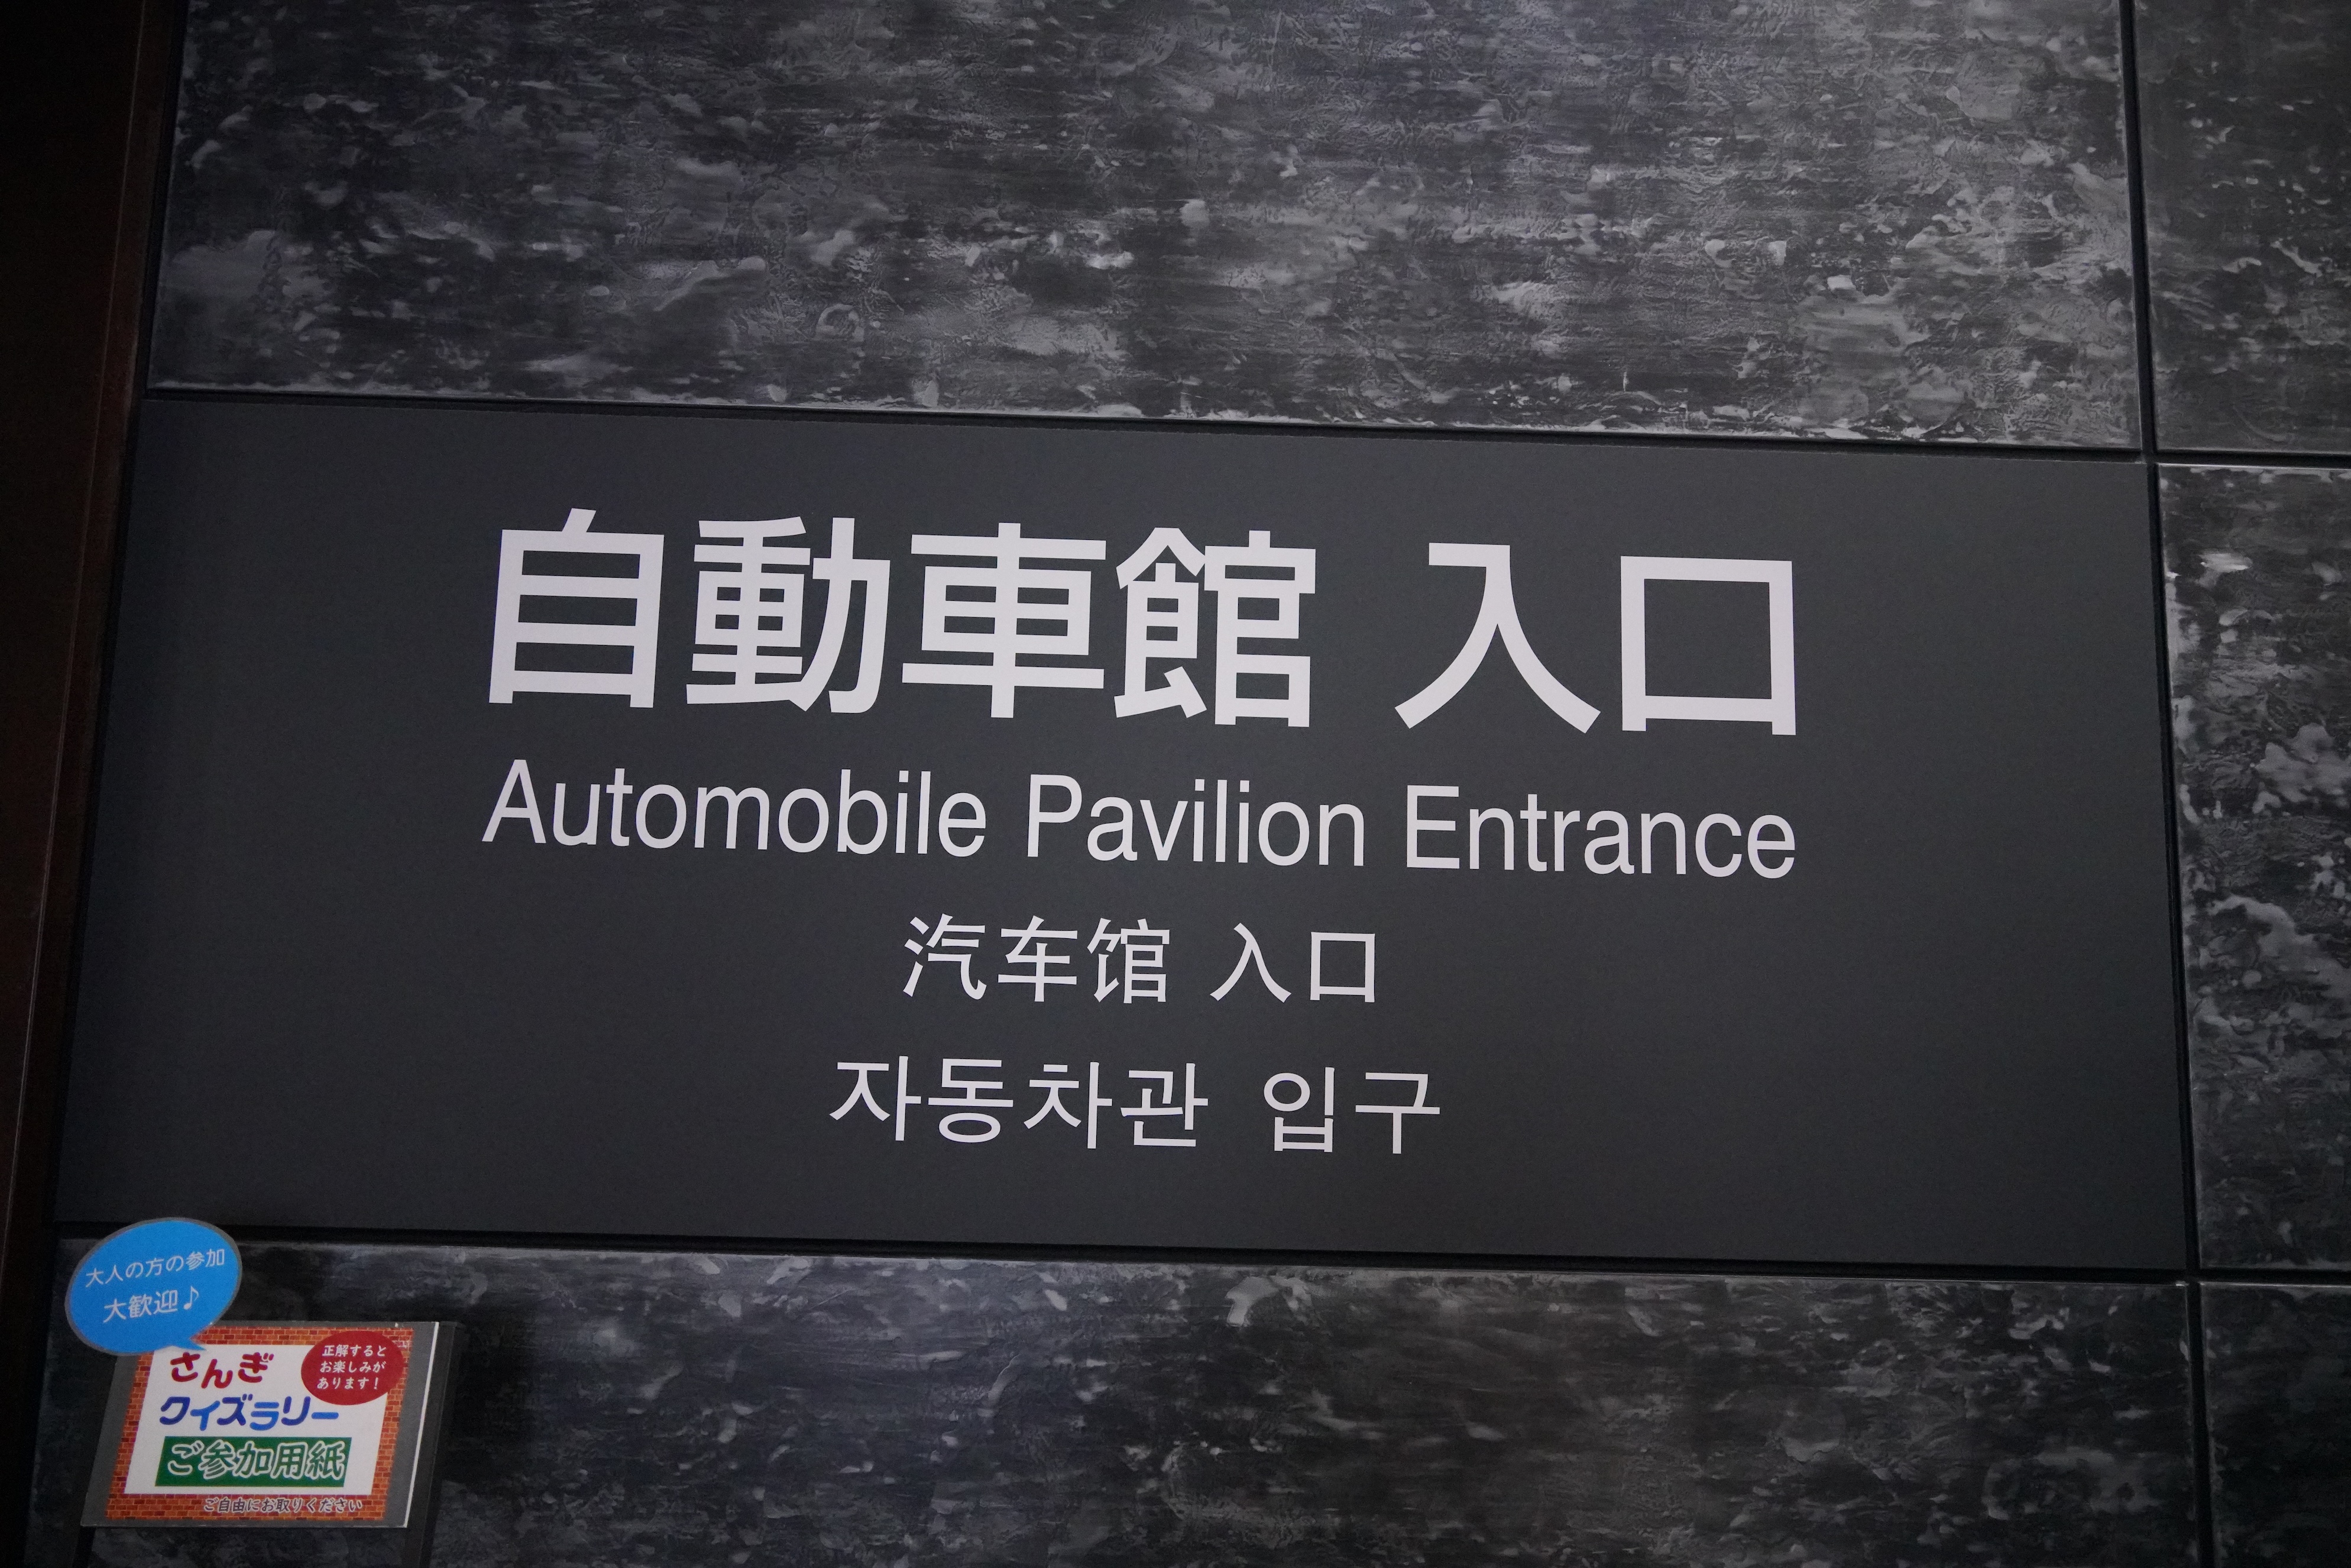 自動車館 入口
Automobile Pavilion Entrance
汽车馆 入口
자동차관 입구
大人の方の参加
大歓迎♪
さんぎ
クイズラリー
ご参加用紙
正解すると
お楽しみが
あります!
ご自由にお取りください